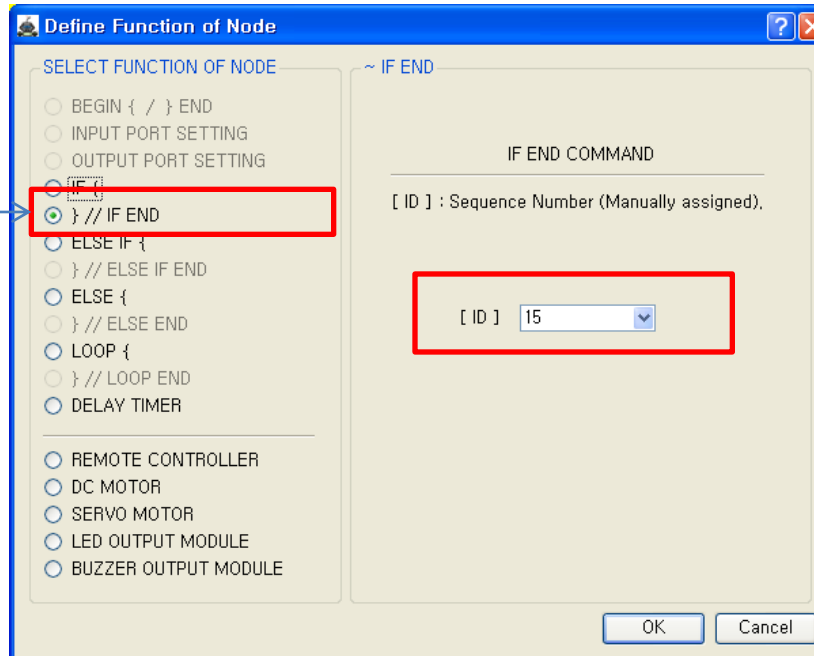 Define Function of Node
SELECT FUNCTION OF NODE
BEGIN { / } END
INPUT PORT SETTING
OUTPUT PORT SETTING
IF {
} // IF END
ELSE IF {
} // ELSE IF END
ELSE {
} // ELSE END
LOOP {
} // LOOP END
DELAY TIMER
REMOTE CONTROLLER
DC MOTOR
SERVO MOTOR
LED OUTPUT MODULE
BUZZER OUTPUT MODULE
~ IF END
IF END COMMAND
[ ID ] : Sequence Number (Manually assigned),
[ ID ] 15
OK Cancel